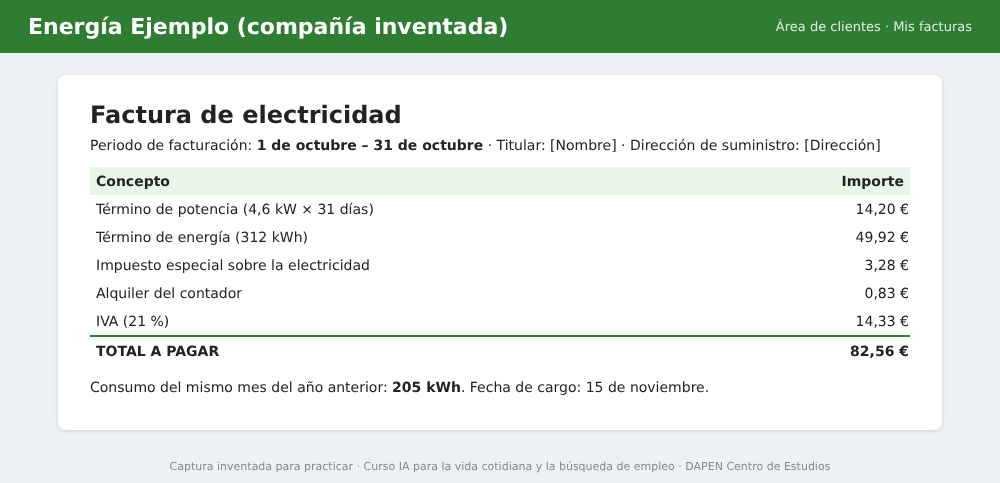 Energía Ejemplo (compañía inventada)
Área de clientes · Mis facturas
Factura de electricidad
Periodo de facturación: 1 de octubre – 31 de octubre · Titular: [Nombre] · Dirección de suministro: [Dirección]
Concepto Importe
Término de potencia (4,6 kW × 31 días) 14,20 €
Término de energía (312 kWh) 49,92 €
Impuesto especial sobre la electricidad 3,28 €
Alquiler del contador 0,83 €
IVA (21 %) 14,33 €
TOTAL A PAGAR 82,56 €
Consumo del mismo mes del año anterior: 205 kWh. Fecha de cargo: 15 de noviembre.
Captura inventada para practicar · Curso IA para la vida cotidiana y la búsqueda de empleo · DAPEN Centro de Estudios